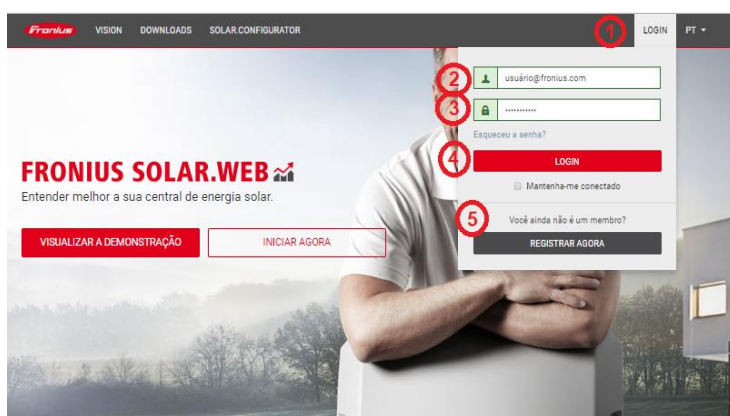 Fronius VISION DOWNLOADS SOLAR.CONFIGURATOR 1 LOGIN PT
2 usuário@fronius.com
3 ···········
Esqueceu a senha?
4 LOGIN
Mantenha-me conectado
5 Você ainda não é um membro?
REGISTRAR AGORA
FRONIUS SOLAR.WEB
Entender melhor a sua central de energia solar.
VISUALIZAR A DEMONSTRAÇÃO INICIAR AGORA